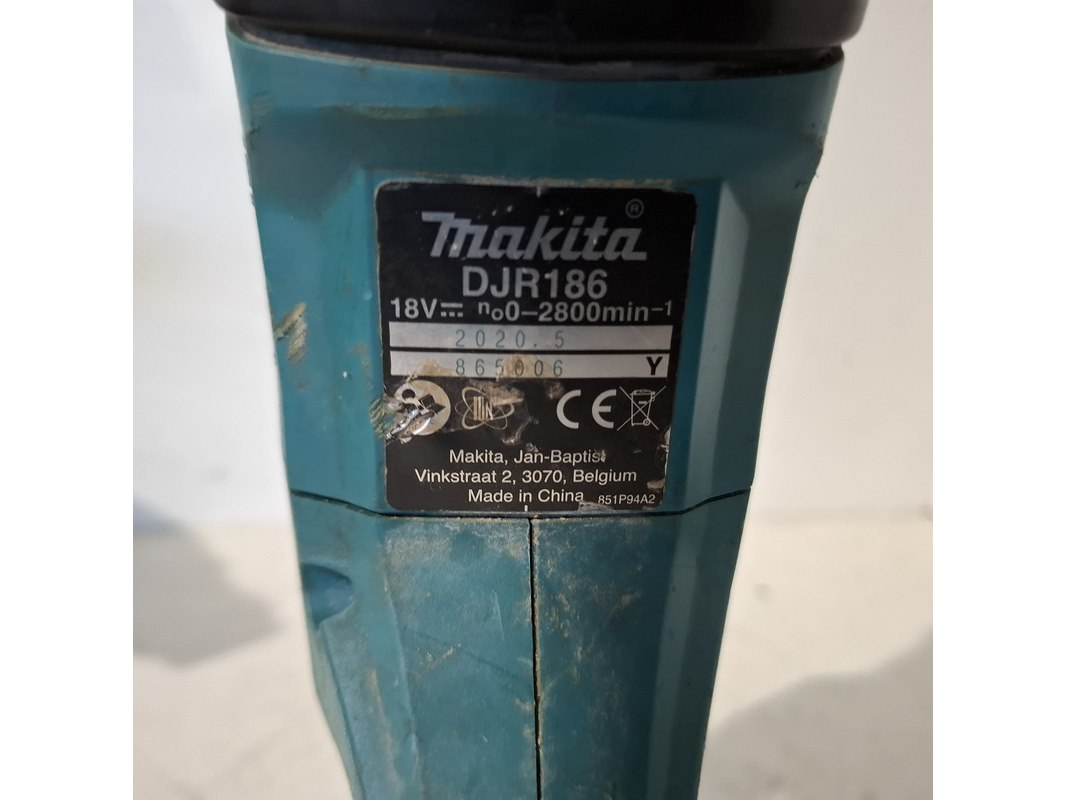 makita®
DJR186
18V⎓ n₀0–2800min⁻¹
2020.5
865006 Y
CE
Makita, Jan-Baptist
Vinkstraat 2, 3070, Belgium
Made in China 851P94A2